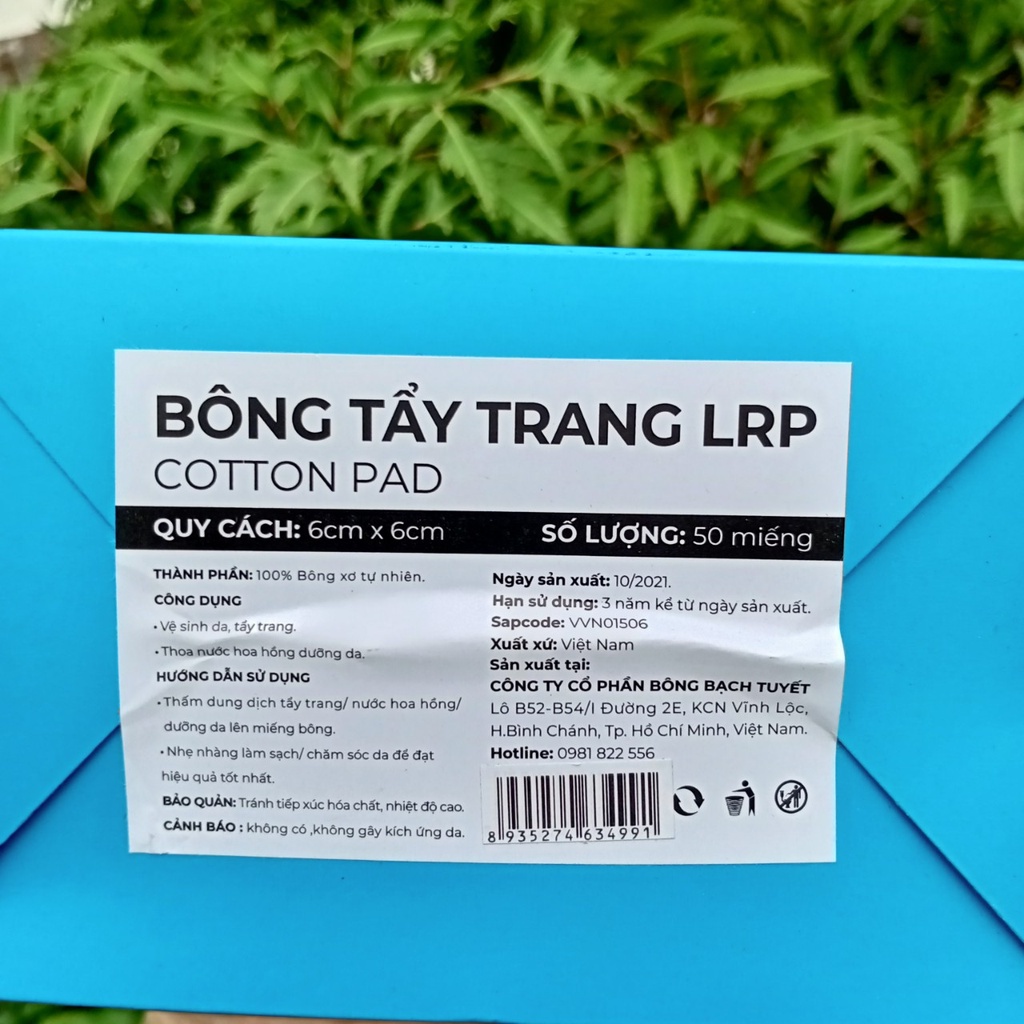 BÔNG TẨY TRANG LRP
COTTON PAD
QUY CÁCH: 6cm x 6cm
SỐ LƯỢNG: 50 miếng
THÀNH PHẦN: 100% Bông xơ tự nhiên.
CÔNG DỤNG
• Vệ sinh da, tẩy trang.
• Thoa nước hoa hồng dưỡng da.
HƯỚNG DẪN SỬ DỤNG
• Thấm dung dịch tẩy trang/ nước hoa hồng/
dưỡng da lên miếng bông.
• Nhẹ nhàng làm sạch/ chăm sóc da để đạt
hiệu quả tốt nhất.
BẢO QUẢN: Tránh tiếp xúc hóa chất, nhiệt độ cao.
CẢNH BÁO : không có ,không gây kích ứng da.
Ngày sản xuất: 10/2021.
Hạn sử dụng: 3 năm kể từ ngày sản xuất.
Sapcode: VVN01506
Xuất xứ: Việt Nam
Sản xuất tại:
CÔNG TY CỔ PHẦN BÔNG BẠCH TUYẾT
Lô B52-B54/I Đường 2E, KCN Vĩnh Lộc,
H.Bình Chánh, Tp. Hồ Chí Minh, Việt Nam.
Hotline: 0981 822 556
8 935274 634991